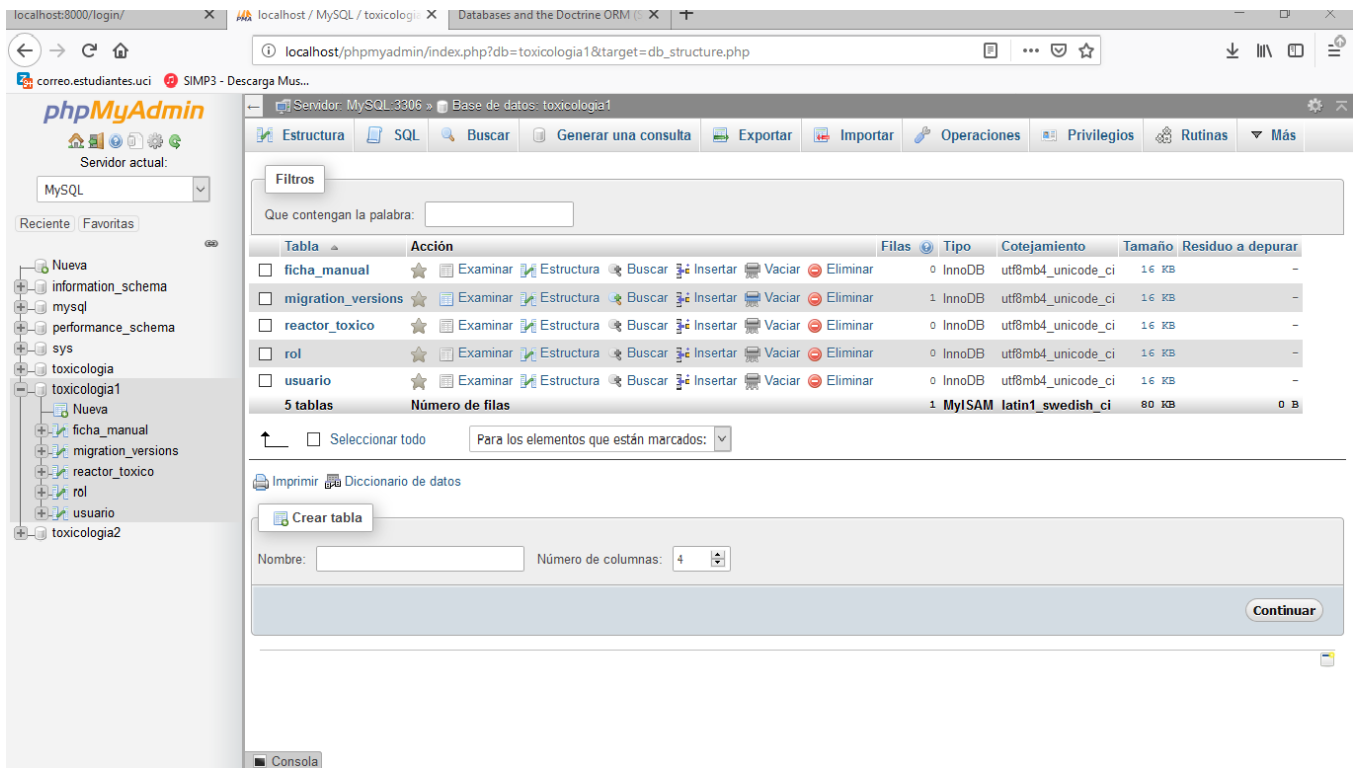 localhost:8000/login/
localhost / MySQL / toxicologi
Databases and the Doctrine ORM (
localhost/phpmyadmin/index.php?db=toxicologia1&target=db_structure.php
correo.estudiantes.uci
SIMP3 - Descarga Mus...
phpMyAdmin
Servidor actual:
MySQL
Reciente Favoritas
Nueva
information_schema
mysql
performance_schema
sys
toxicologia
toxicologia1
Nueva
ficha_manual
migration_versions
reactor_toxico
rol
usuario
toxicologia2
Servidor: MySQL:3306 » Base de datos: toxicologia1
Estructura SQL Buscar Generar una consulta Exportar Importar Operaciones Privilegios Rutinas Más
Filtros
Que contengan la palabra:
Tabla Acción Filas Tipo Cotejamiento Tamaño Residuo a depurar
ficha_manual Examinar Estructura Buscar Insertar Vaciar Eliminar 0 InnoDB utf8mb4_unicode_ci 16 KB -
migration_versions Examinar Estructura Buscar Insertar Vaciar Eliminar 1 InnoDB utf8mb4_unicode_ci 16 KB -
reactor_toxico Examinar Estructura Buscar Insertar Vaciar Eliminar 0 InnoDB utf8mb4_unicode_ci 16 KB -
rol Examinar Estructura Buscar Insertar Vaciar Eliminar 0 InnoDB utf8mb4_unicode_ci 16 KB -
usuario Examinar Estructura Buscar Insertar Vaciar Eliminar 0 InnoDB utf8mb4_unicode_ci 16 KB -
5 tablas Número de filas 1 MyISAM latin1_swedish_ci 80 KB 0 B
Seleccionar todo Para los elementos que están marcados:
Imprimir Diccionario de datos
Crear tabla
Nombre: Número de columnas: 4
Continuar
Consola